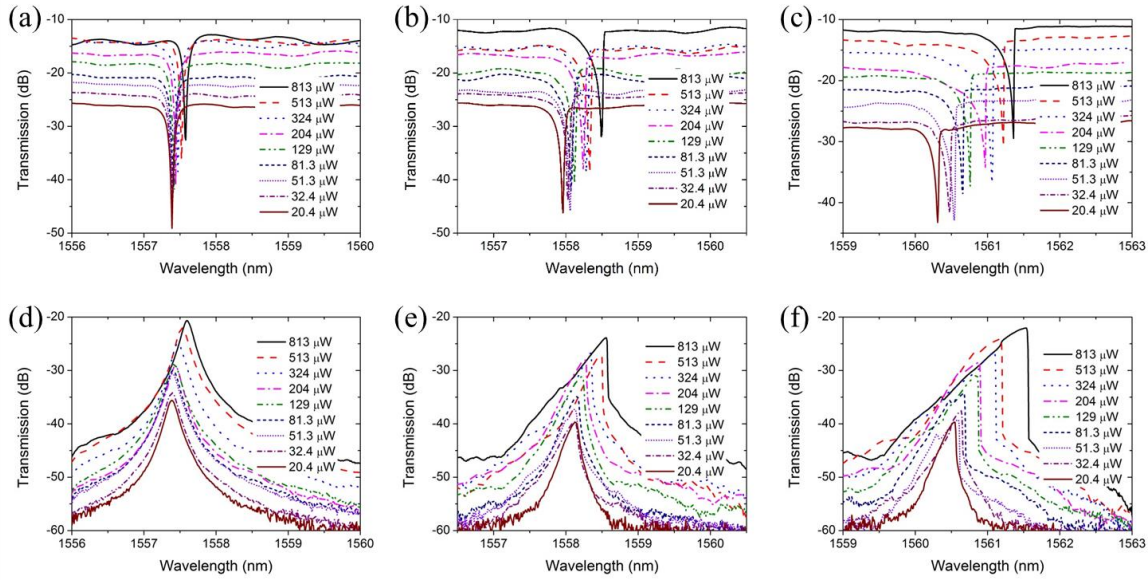 (a)
-10
-20
-30
-40
-50
Transmission (dB)
813 μW
513 μW
324 μW
204 μW
129 μW
81.3 μW
51.3 μW
32.4 μW
20.4 μW
1556 1557 1558 1559 1560
Wavelength (nm)
(b)
-10
-20
-30
-40
-50
Transmission (dB)
813 μW
513 μW
324 μW
204 μW
129 μW
81.3 μW
51.3 μW
32.4 μW
20.4 μW
1557 1558 1559 1560
Wavelength (nm)
(c)
-10
-20
-30
-40
Transmission (dB)
813 μW
513 μW
324 μW
204 μW
129 μW
81.3 μW
51.3 μW
32.4 μW
20.4 μW
1559 1560 1561 1562 1563
Wavelength (nm)
(d)
-20
-30
-40
-50
-60
Transmission (dB)
813 μW
513 μW
324 μW
204 μW
129 μW
81.3 μW
51.3 μW
32.4 μW
20.4 μW
1556 1557 1558 1559 1560
Wavelength (nm)
(e)
-20
-30
-40
-50
-60
Transmission (dB)
813 μW
513 μW
324 μW
204 μW
129 μW
81.3 μW
51.3 μW
32.4 μW
20.4 μW
1557 1558 1559 1560
Wavelength (nm)
(f)
-20
-30
-40
-50
-60
Transmission (dB)
813 μW
513 μW
324 μW
204 μW
129 μW
81.3 μW
51.3 μW
32.4 μW
20.4 μW
1559 1560 1561 1562 1563
Wavelength (nm)